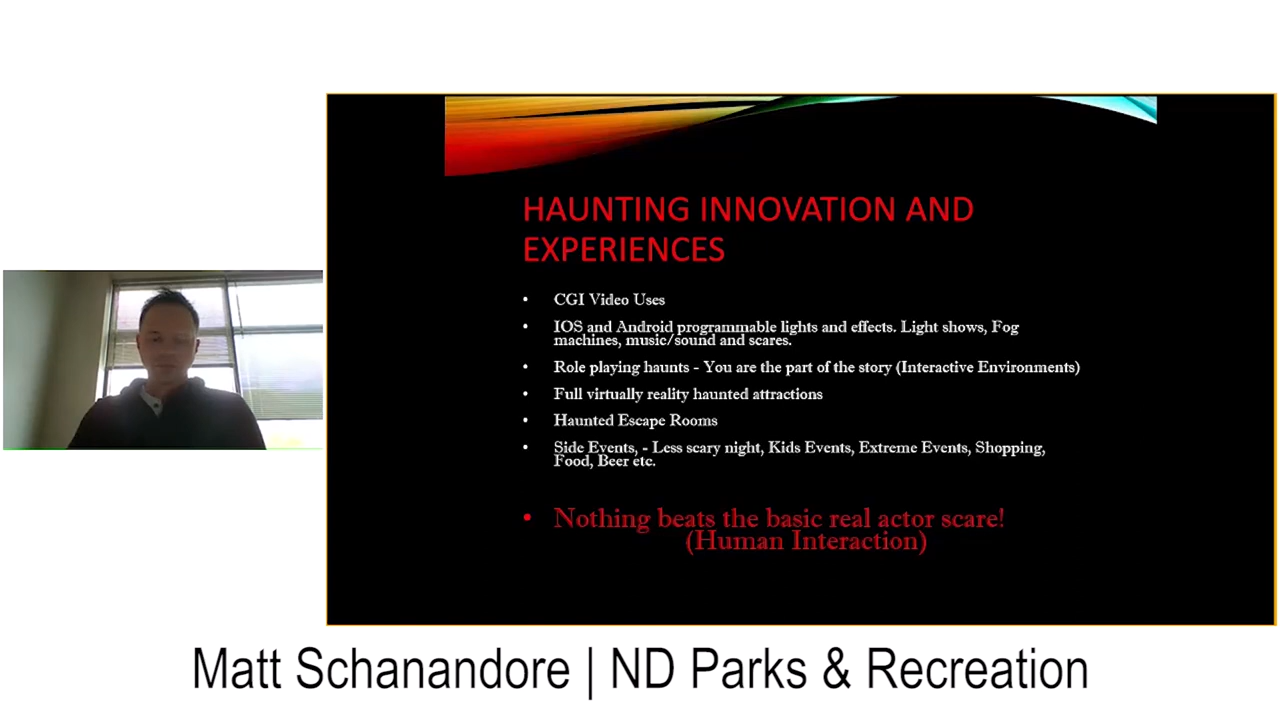 HAUNTING INNOVATION AND
EXPERIENCES
• CGI Video Uses
• IOS and Android programmable lights and effects. Light shows, Fog
machines, music/sound and scares.
• Role playing haunts - You are the part of the story (Interactive Environments)
• Full virtually reality haunted attractions
• Haunted Escape Rooms
• Side Events, - Less scary night, Kids Events, Extreme Events, Shopping,
Food, Beer etc.
• Nothing beats the basic real actor scare!
(Human Interaction)
Matt Schanandore | ND Parks & Recreation